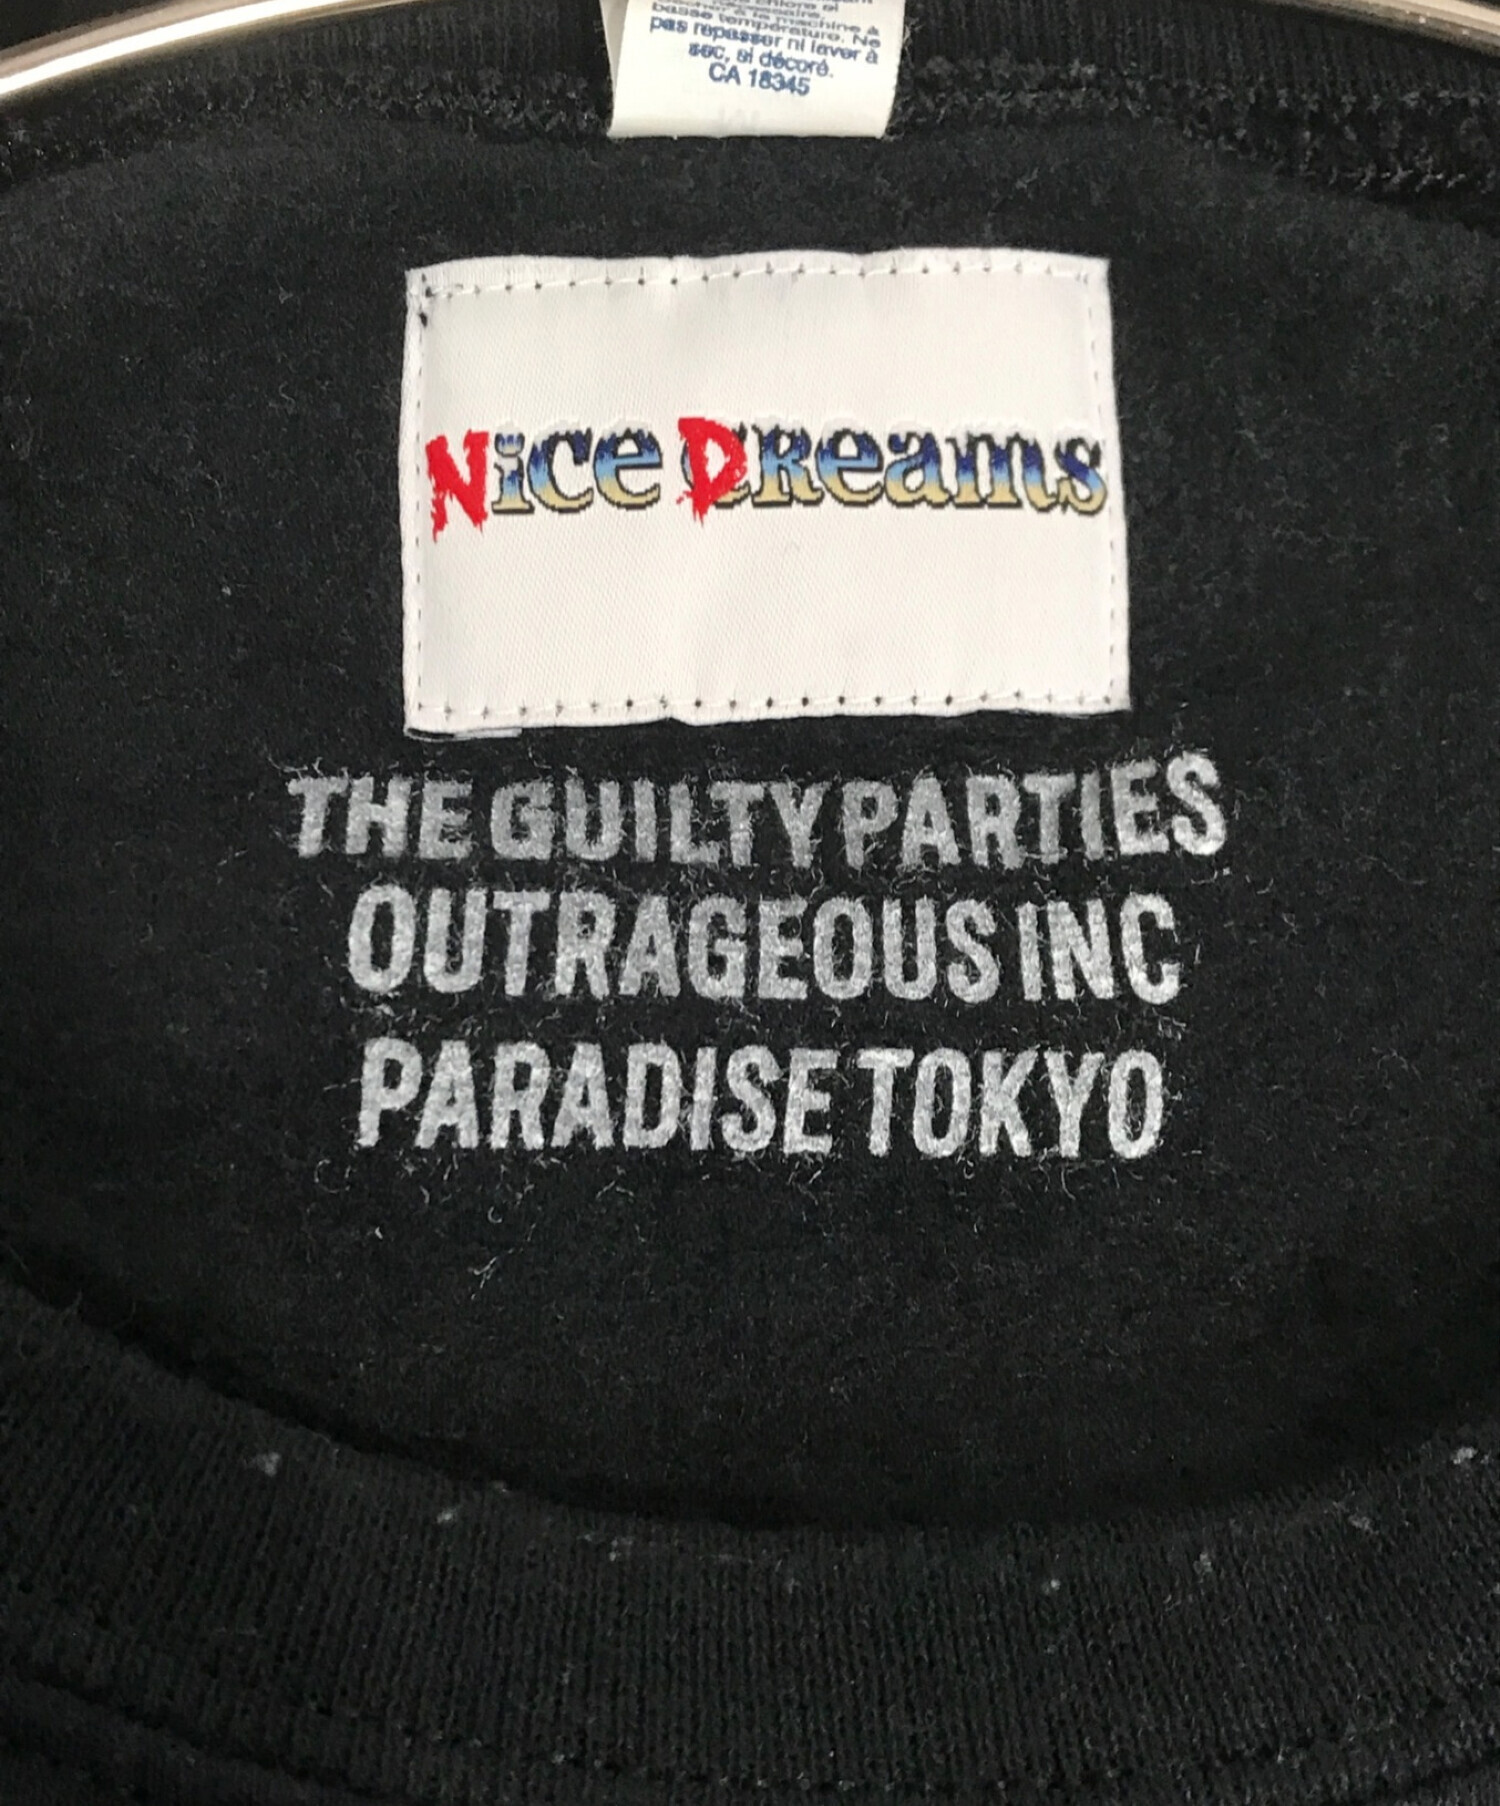 basse température. Ne
pas repasser ni laver à
sec, si décoré.
CA 18345
Nice Dreams
THE GUILTY PARTIES
OUTRAGEOUS INC
PARADISE TOKYO